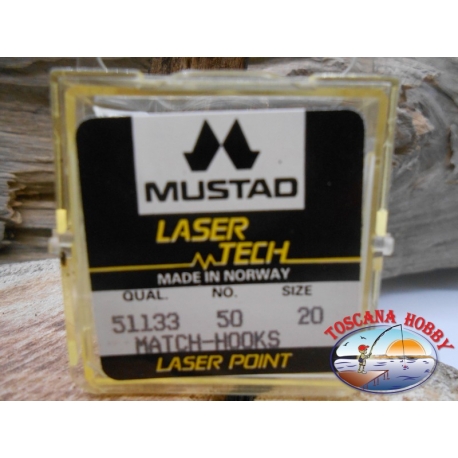 MUSTAD
LASER
TECH
MADE IN NORWAY
QUAL. NO. SIZE
51133 50 20
MATCH-HOOKS
LASER POINT
TOSCANA HOBBY